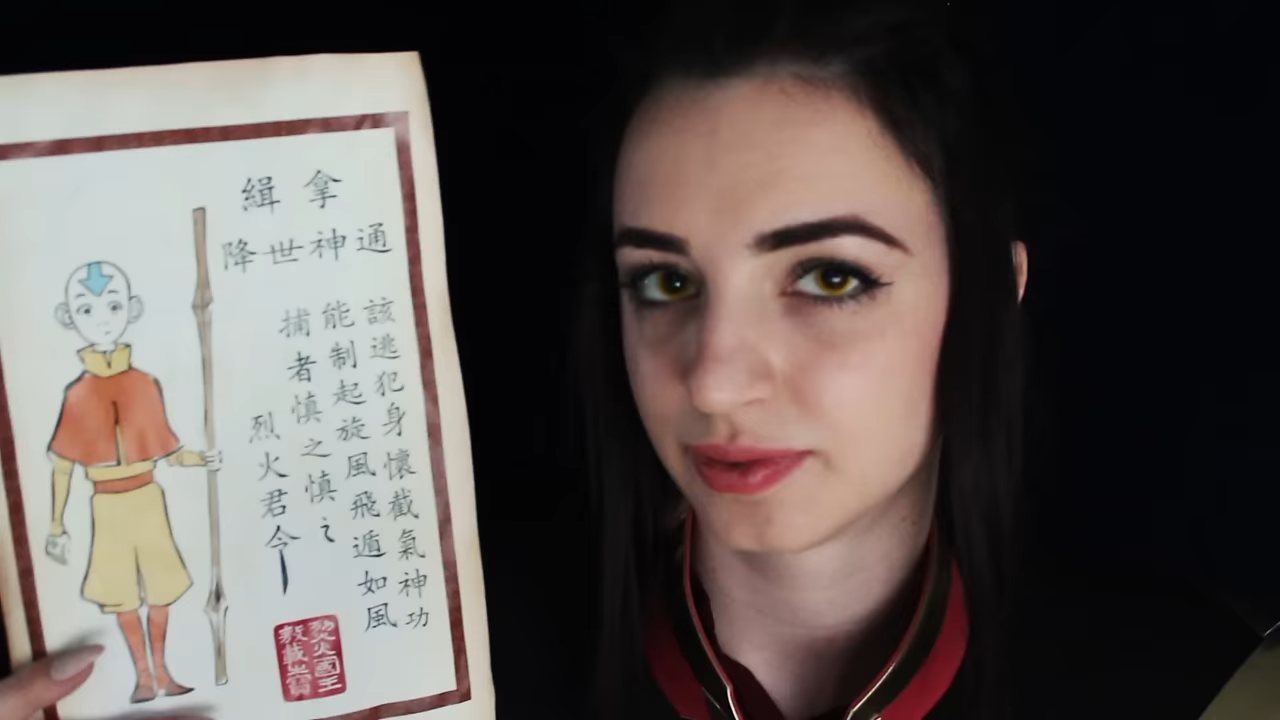 緝拿
通神世降
該逃犯身懷截氣神功
能制起旋風飛遁如風
捕者慎之慎之
烈火君令